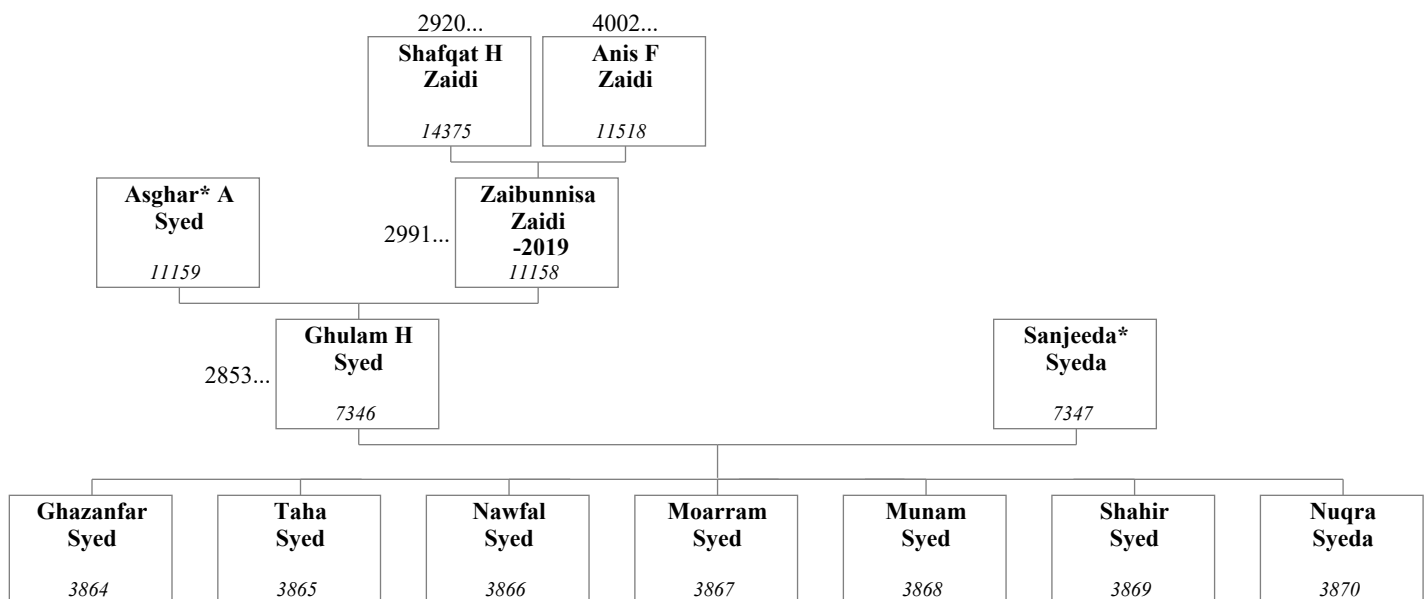 2920...
4002...
Shafqat H
Zaidi
14375
Anis F
Zaidi
11518
Asghar* A
Syed
11159
2991...
Zaibunnisa
Zaidi
-2019
11158
2853...
Ghulam H
Syed
7346
Sanjeeda*
Syeda
7347
Ghazanfar
Syed
3864
Taha
Syed
3865
Nawfal
Syed
3866
Moarram
Syed
3867
Munam
Syed
3868
Shahir
Syed
3869
Nuqra
Syeda
3870